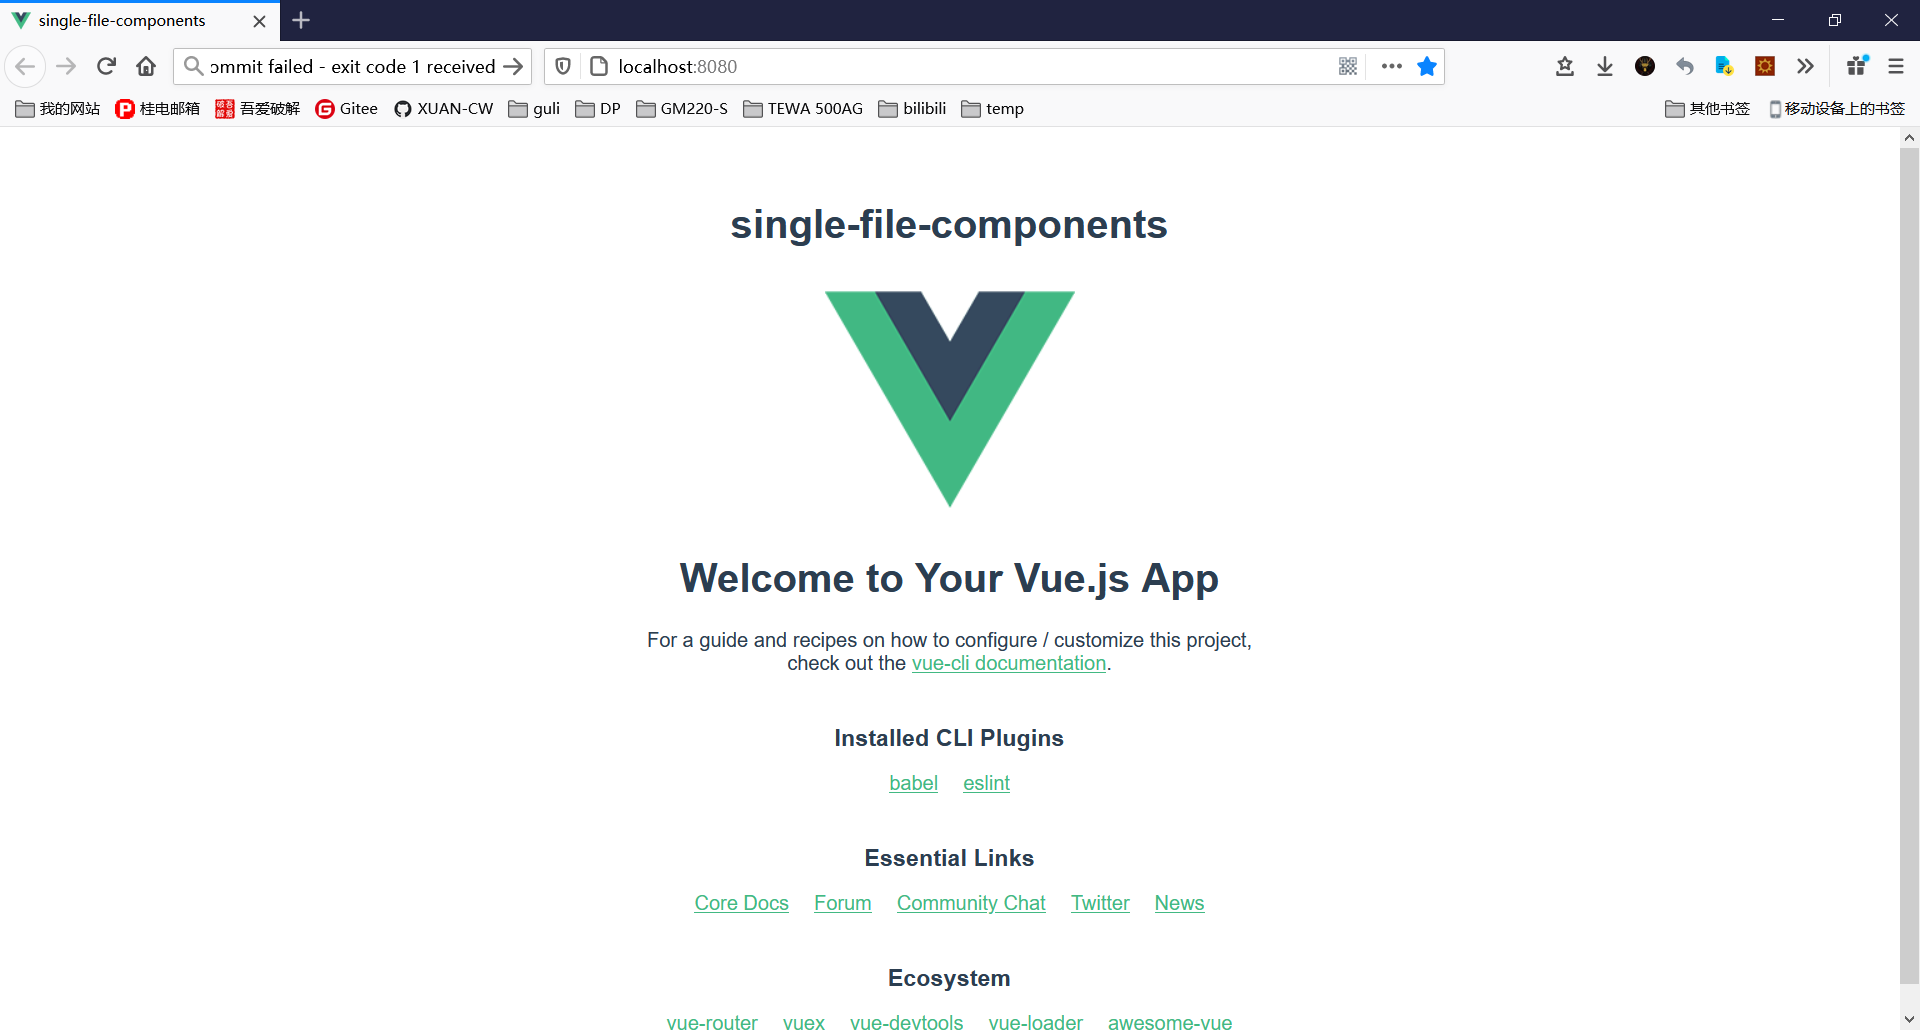 single-file-components
ommit failed - exit code 1 received
localhost:8080
我的网站 桂电邮箱 破吾解爱 吾爱破解 Gitee XUAN-CW guli DP GM220-S TEWA 500AG bilibili temp 其他书签 移动设备上的书签
single-file-components
Welcome to Your Vue.js App
For a guide and recipes on how to configure / customize this project,
check out the vue-cli documentation.
Installed CLI Plugins
babel eslint
Essential Links
Core Docs Forum Community Chat Twitter News
Ecosystem
vue-router vuex vue-devtools vue-loader awesome-vue